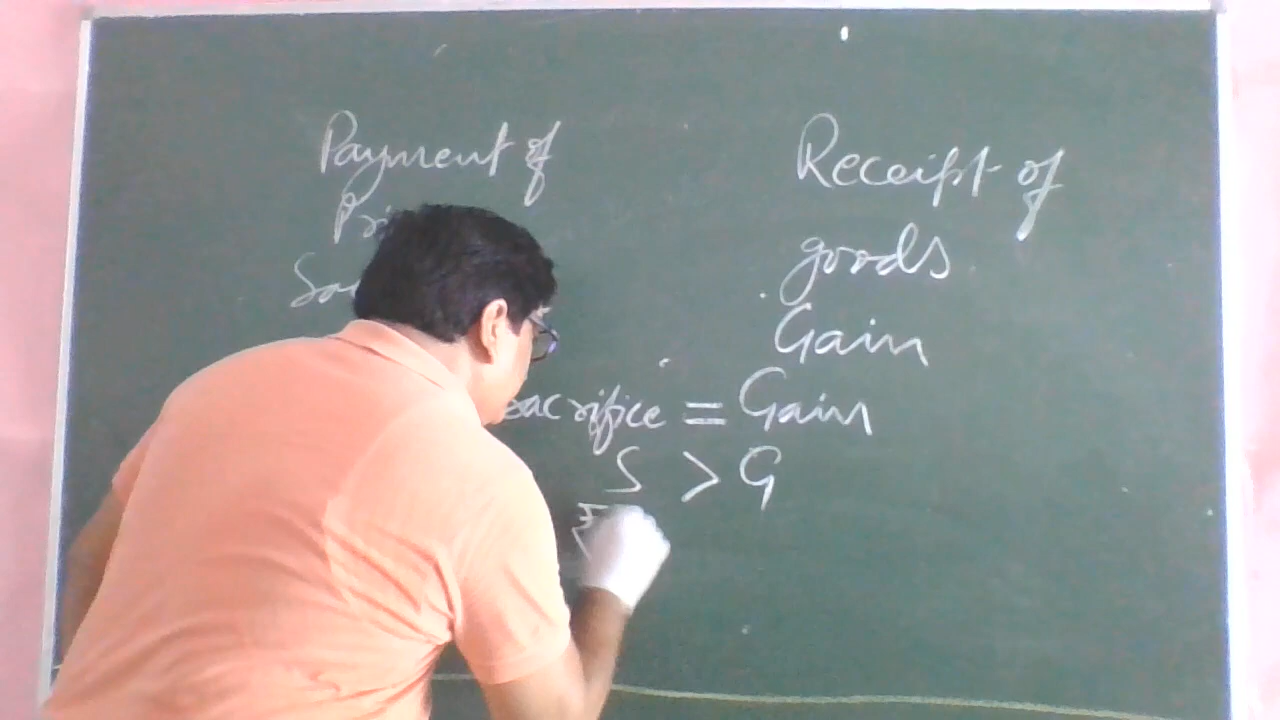 Payment of
Receipt of
goods
Gain
Sacrifice = Gain
S > G
₹